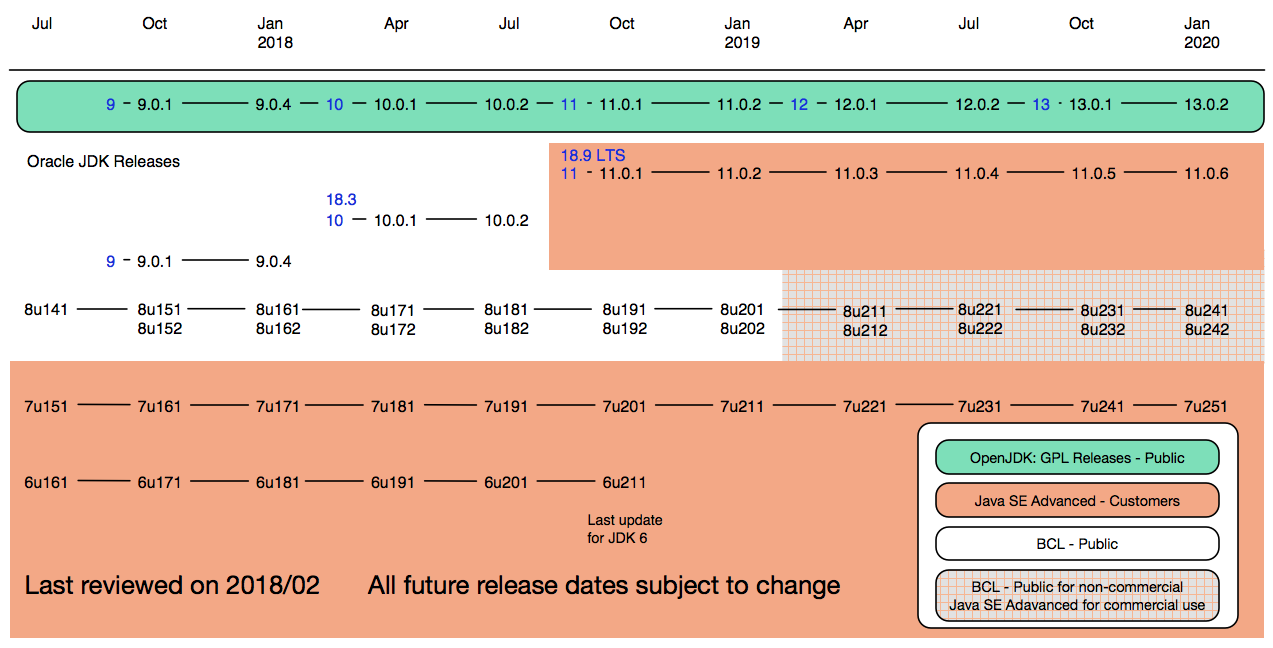 Jul Oct Jan Apr Jul Oct Jan Apr Jul Oct Jan
2018 2019 2020
9 - 9.0.1 9.0.4 10 10.0.1 10.0.2 11 - 11.0.1 11.0.2 12 12.0.1 12.0.2 13 · 13.0.1 13.0.2
Oracle JDK Releases
18.9 LTS
11 - 11.0.1 11.0.2 11.0.3 11.0.4 11.0.5 11.0.6
18.3
10 10.0.1 10.0.2
9 - 9.0.1 9.0.4
8u141 8u151 8u161 8u171 8u181 8u191 8u201 8u211 8u221 8u231 8u241
8u152 8u162 8u172 8u182 8u192 8u202 8u212 8u222 8u232 8u242
7u151 7u161 7u171 7u181 7u191 7u201 7u211 7u221 7u231 7u241 7u251
6u161 6u171 6u181 6u191 6u201 6u211
Last update
for JDK 6
Last reviewed on 2018/02 All future release dates subject to change
OpenJDK: GPL Releases - Public
Java SE Advanced - Customers
BCL - Public
BCL - Public for non-commercial
Java SE Adavanced for commercial use